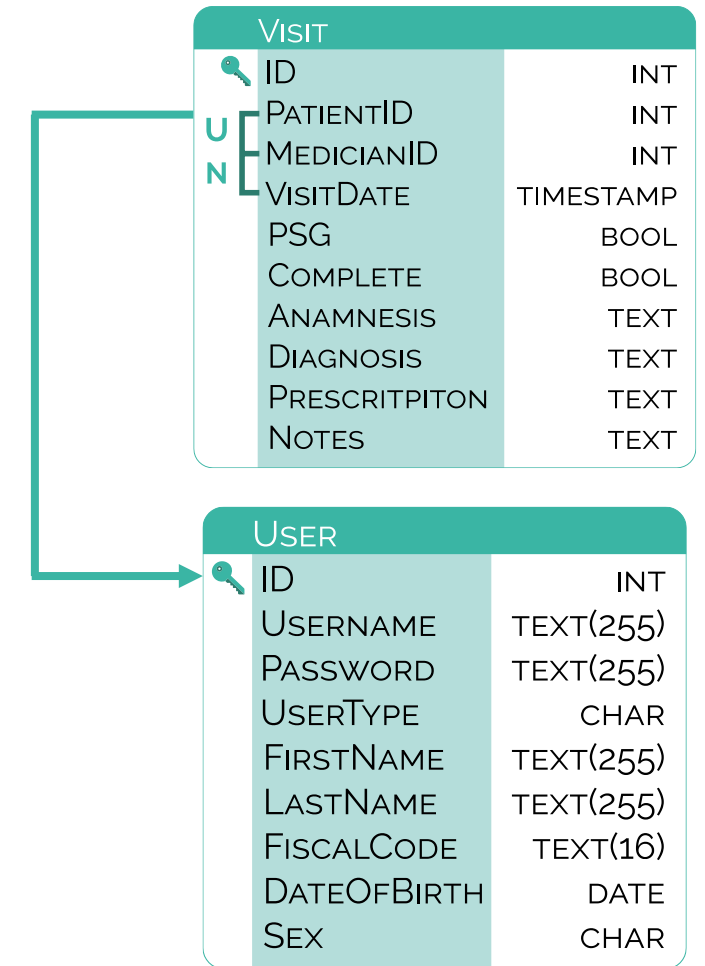 Visit
ID INT
PatientID INT
MedicianID INT
VisitDate TIMESTAMP
UN
PSG BOOL
Complete BOOL
Anamnesis TEXT
Diagnosis TEXT
Prescritpiton TEXT
Notes TEXT
User
ID INT
Username TEXT(255)
Password TEXT(255)
UserType CHAR
FirstName TEXT(255)
LastName TEXT(255)
FiscalCode TEXT(16)
DateOfBirth DATE
Sex CHAR